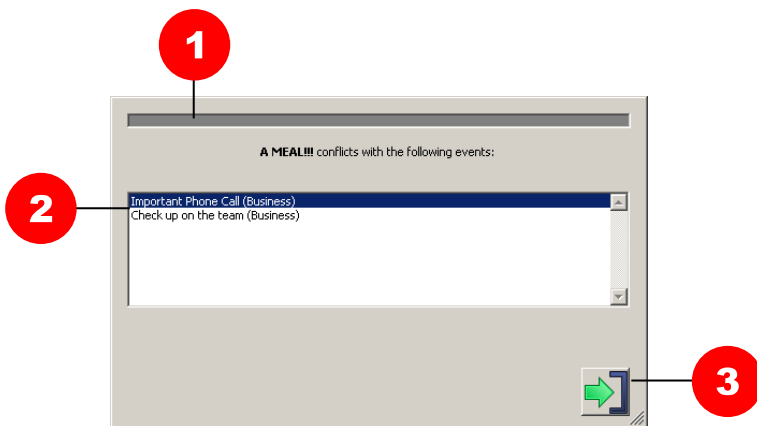 1
A MEAL!!! conflicts with the following events:
2
Important Phone Call (Business)
Check up on the team (Business)
3